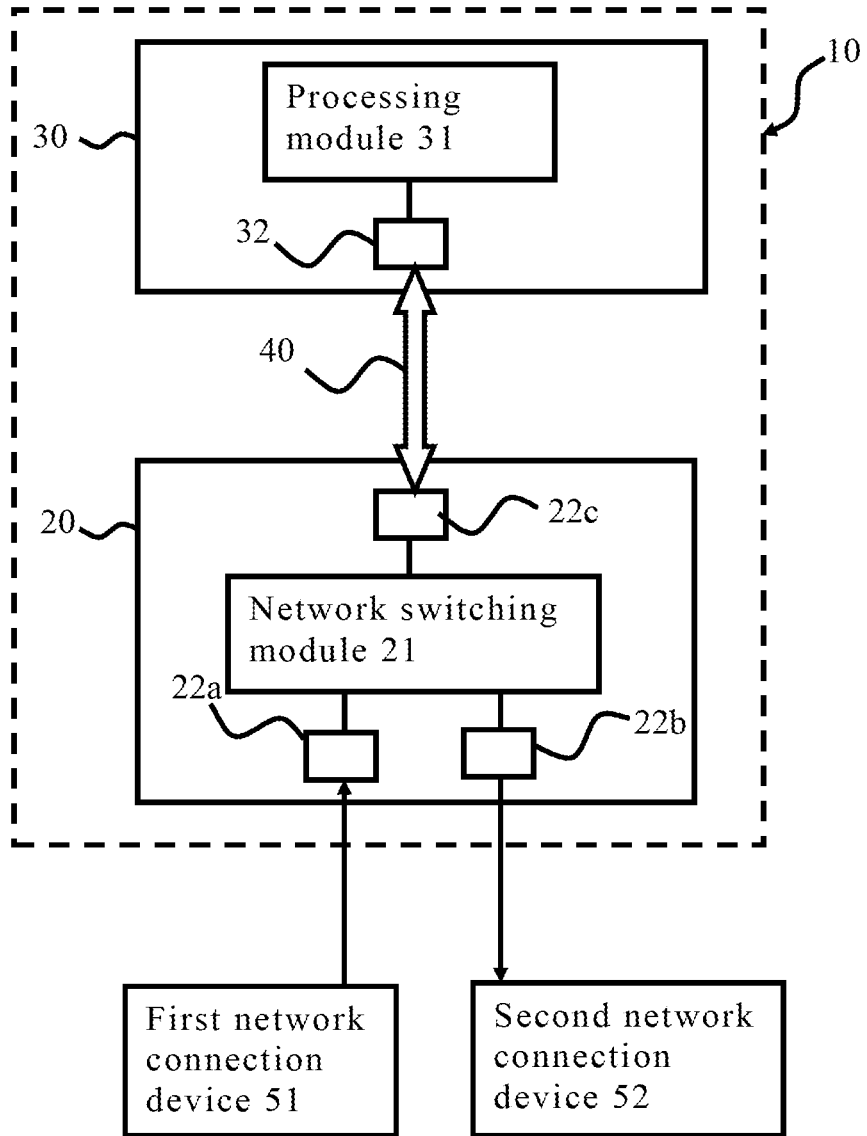 10
Processing
module 31
30
32
40
20
22c
Network switching
module 21
22a
22b
First network
connection
device 51
Second network
connection
device 52